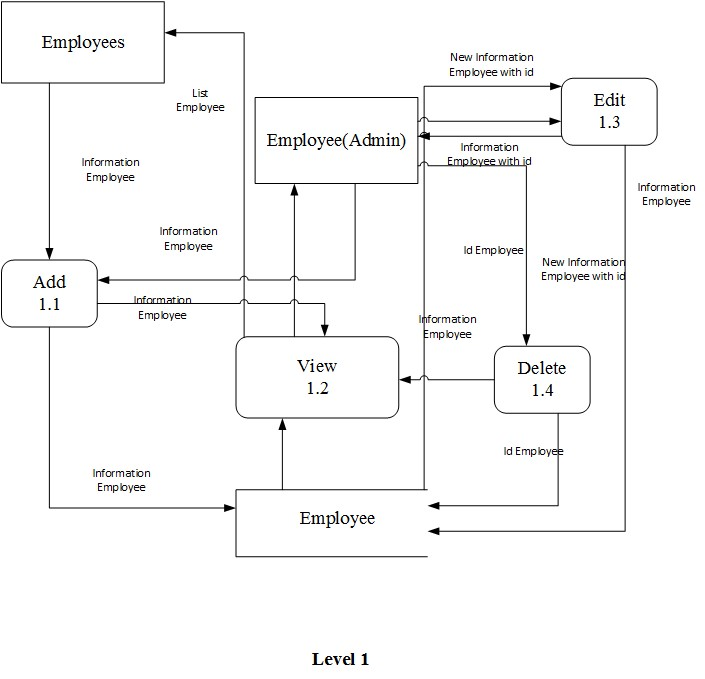 Employees
List
Employee
New Information
Employee with id
Edit
1.3
Employee(Admin)
Information
Employee with id
Information
Employee
Information
Employee
Information
Employee
Id Employee
New Information
Employee with id
Add
1.1
Information
Employee
Information
Employee
View
1.2
Delete
1.4
Id Employee
Information
Employee
Employee
Level 1